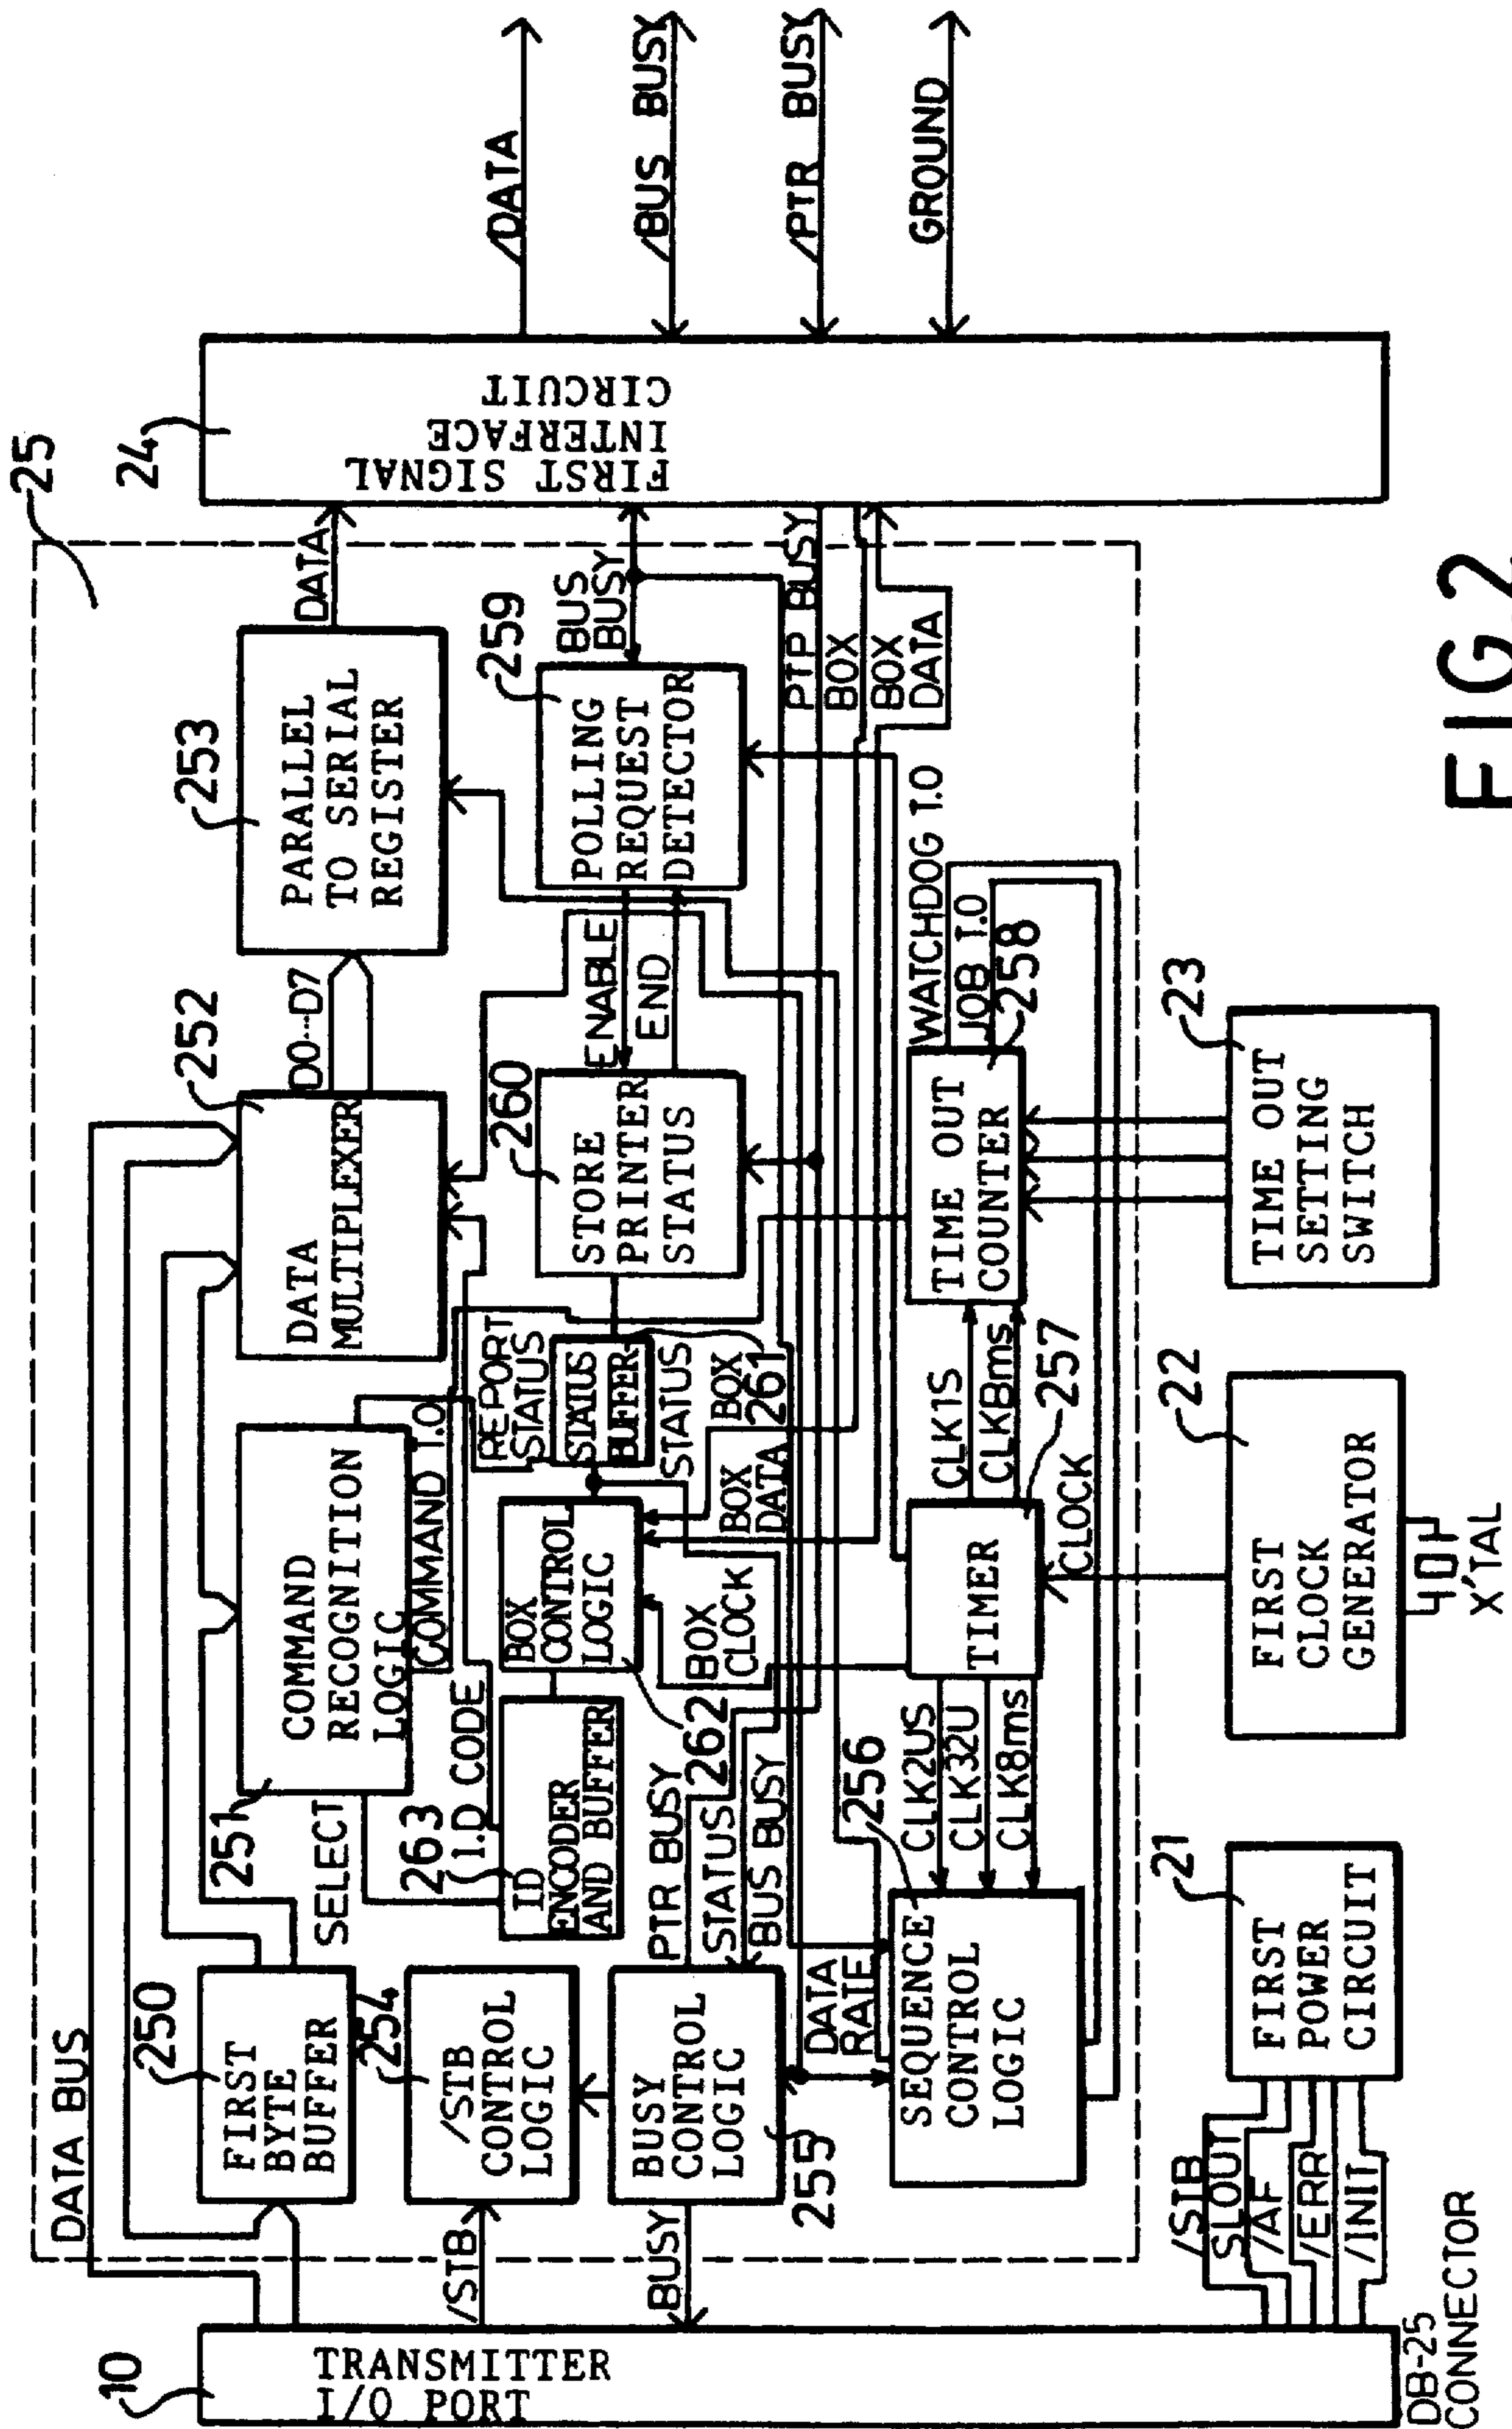 25
10
TRANSMITTER
I/O PORT
DB-25
CONNECTOR
DATA BUS
250
FIRST
BYTE
BUFFER
251
COMMAND
RECOGNITION
LOGIC
SELECT
COMMAND T.O
252
DATA
MULTIPLEXER
D0---D7
253
PARALLEL
TO SERIAL
REGISTER
DATA
24
FIRST SIGNAL
INTERFACE
CIRCUIT
/DATA
/BUS BUSY
/PTR BUSY
GROUND
/STB
254
/STB
CONTROL
LOGIC
263
I.D CODE
ID
ENCODER
AND BUFFER
BOX
CONTROL
LOGIC
262
REPORT
STATUS
STATUS
BUFFER
261
STATUS
260
STORE
PRINTER
STATUS
ENABLE
END
259
POLLING
REQUEST
DETECTOR
BUS
BUSY
BUSY
BUSY
CONTROL
LOGIC
255
PTR BUSY
STATUS
BUS BUSY
BOX
CLOCK
BOX
DATA
BOX
PTP BUSY
BOX
BOX
DATA
DATA
RATE
256
SEQUENCE
CONTROL
LOGIC
CLK2US
CLK32U
CLK8ms
TIMER
257
CLK1S
CLK8ms
CLOCK
TIME OUT
COUNTER
258
WATCHDOG T.O
JOB T.O
/STB
SLOUT
/AF
/ERR
/INIT
21
FIRST
POWER
CIRCUIT
22
FIRST
CLOCK
GENERATOR
X'TAL
23
TIME OUT
SETTING
SWITCH
FIG.2